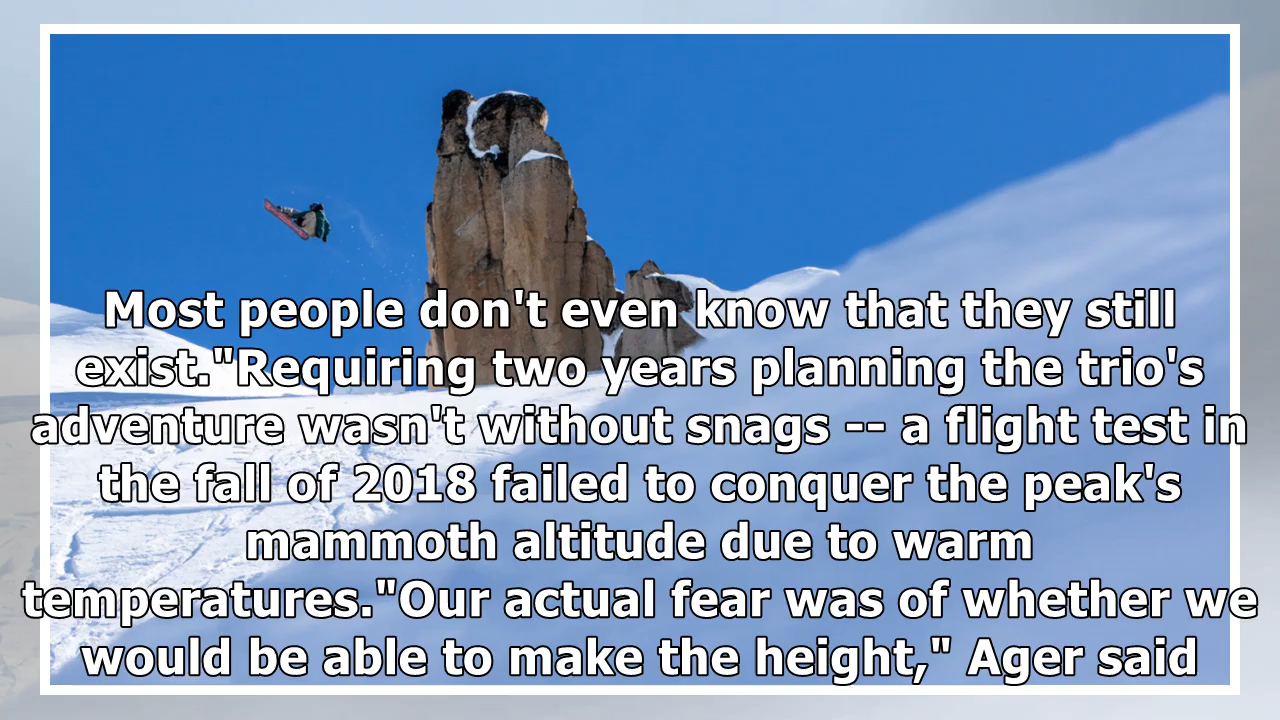 Most people don't even know that they still
exist."Requiring two years planning the trio's
adventure wasn't without snags -- a flight test in
the fall of 2018 failed to conquer the peak's
mammoth altitude due to warm
temperatures."Our actual fear was of whether we
would be able to make the height," Ager said